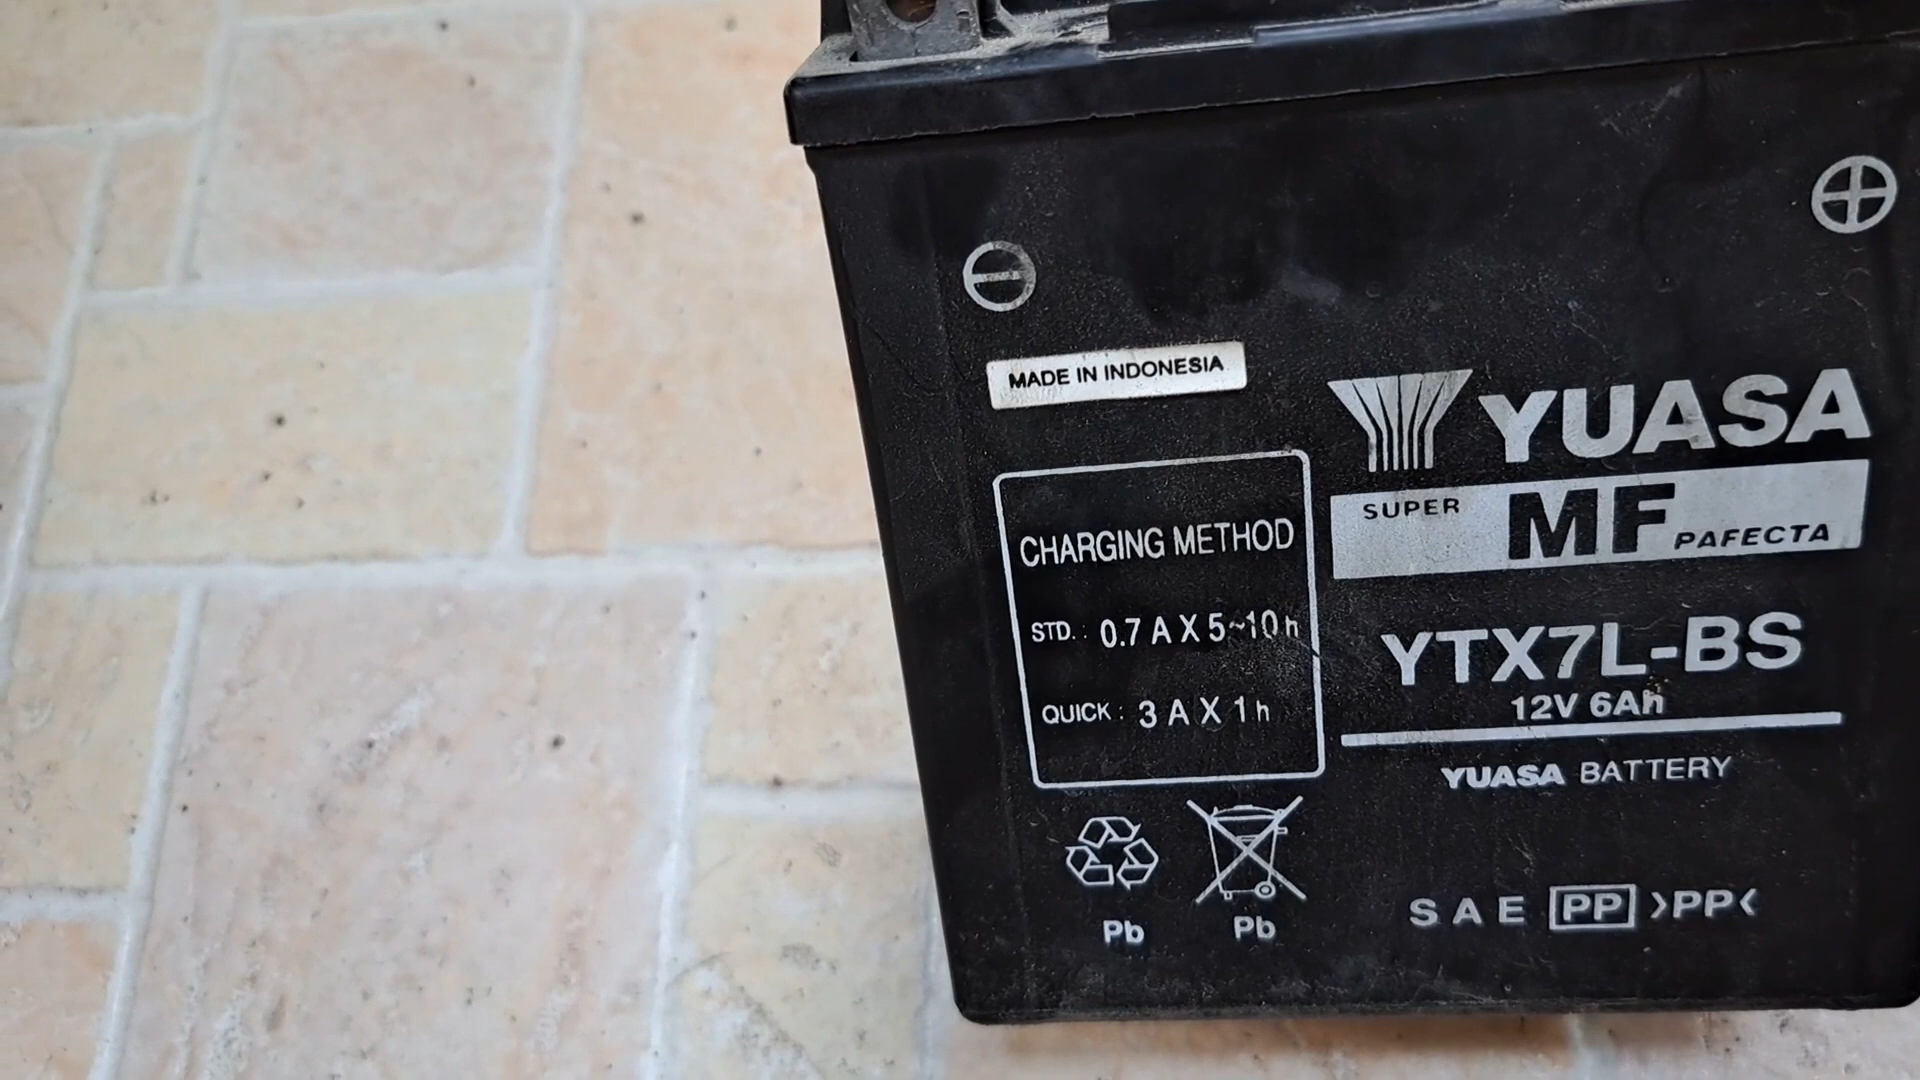 MADE IN INDONESIA
YUASA
SUPER MF PAFECTA
CHARGING METHOD
STD. : 0.7 A X 5~10 h
QUICK : 3 A X 1 h
YTX7L-BS
12V 6Ah
YUASA BATTERY
Pb Pb
S A E PP >PP<